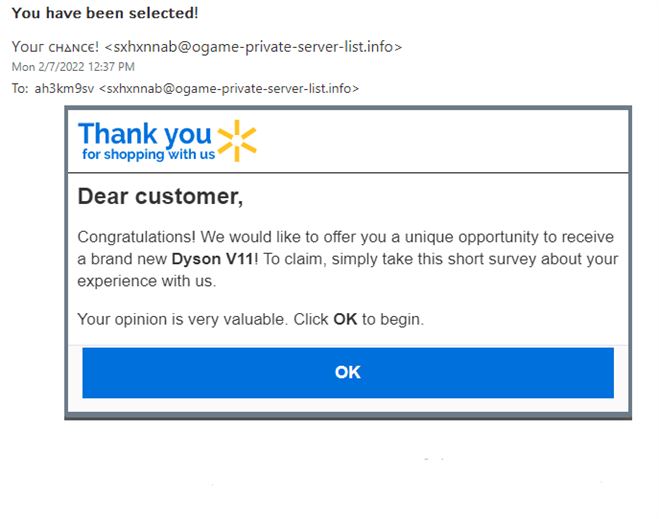 You have been selected!
Youг ᴄʜᴀɴᴄᴇ! <sxhxnnab@ogame-private-server-list.info>
Mon 2/7/2022 12:37 PM
To: ah3km9sv <sxhxnnab@ogame-private-server-list.info>
Thank you
for shopping with us
Dear customer,
Congratulations! We would like to offer you a unique opportunity to receive
a brand new Dyson V11! To claim, simply take this short survey about your
experience with us.
Your opinion is very valuable. Click OK to begin.
OK